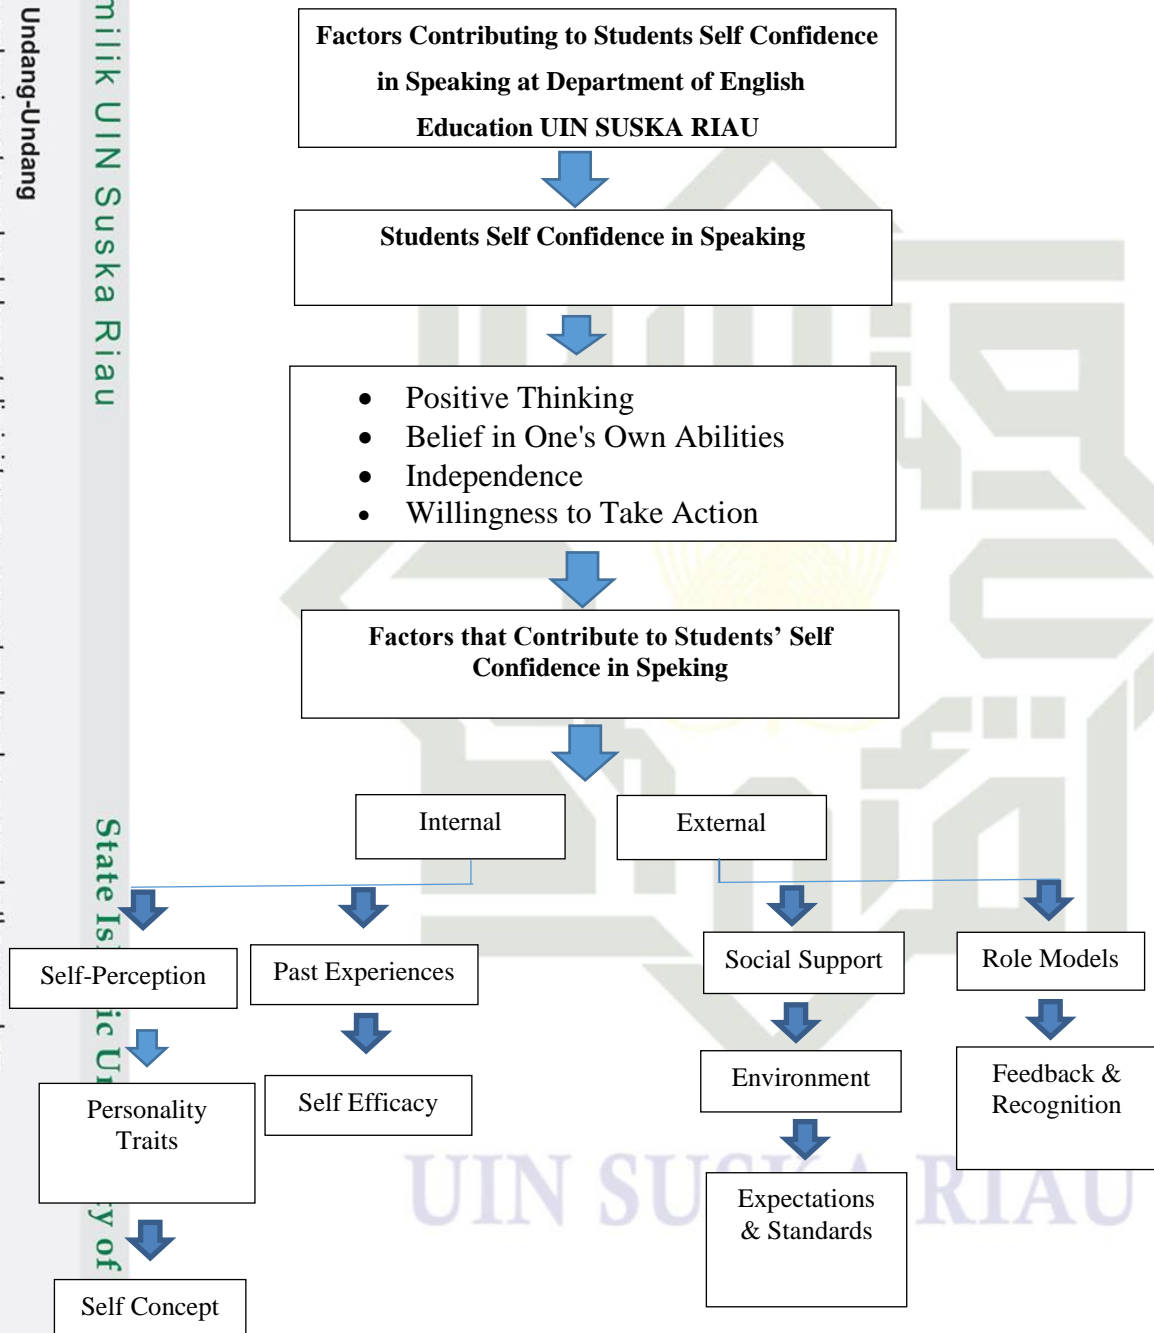 Factors Contributing to Students Self Confidence
in Speaking at Department of English
Education UIN SUSKA RIAU
Students Self Confidence in Speaking
• Positive Thinking
• Belief in One's Own Abilities
• Independence
• Willingness to Take Action
Factors that Contribute to Students’ Self
Confidence in Speking
Internal
External
Self-Perception
Past Experiences
Social Support
Role Models
Personality
Traits
Self Efficacy
Environment
Feedback &
Recognition
Expectations
& Standards
Self Concept
UIN SUSKA RIAU
milik UIN Suska Riau
Undang-Undang
State Is
ic Un
y of